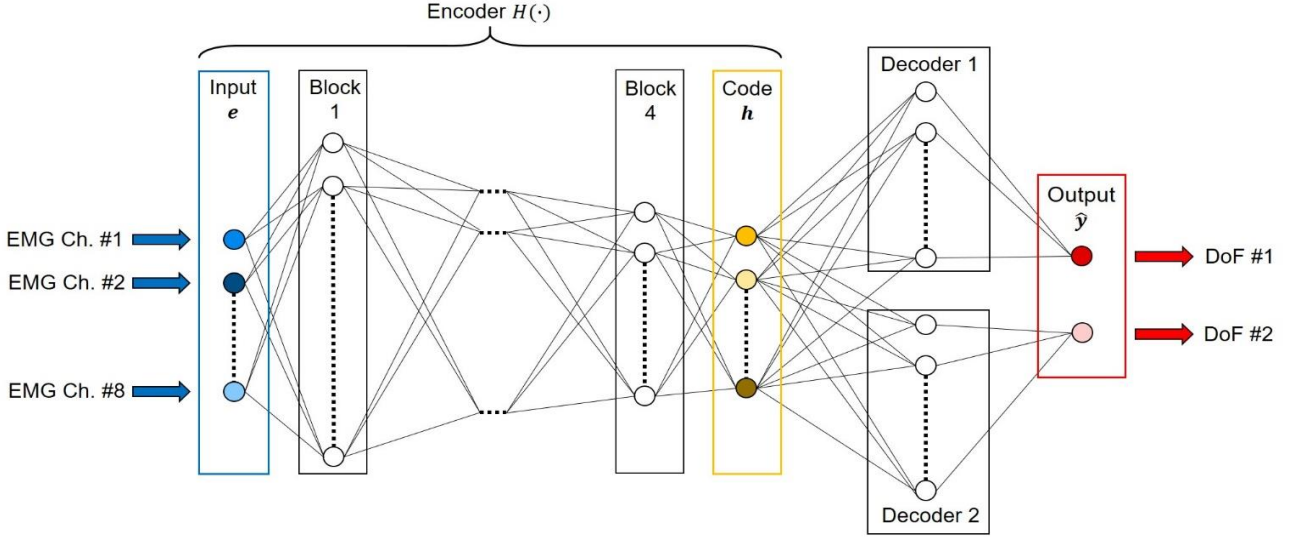 Encoder H(·)
Input
e
Block
1
Block
4
Code
h
Decoder 1
EMG Ch. #1
EMG Ch. #2
EMG Ch. #8
Output
ŷ
DoF #1
DoF #2
Decoder 2